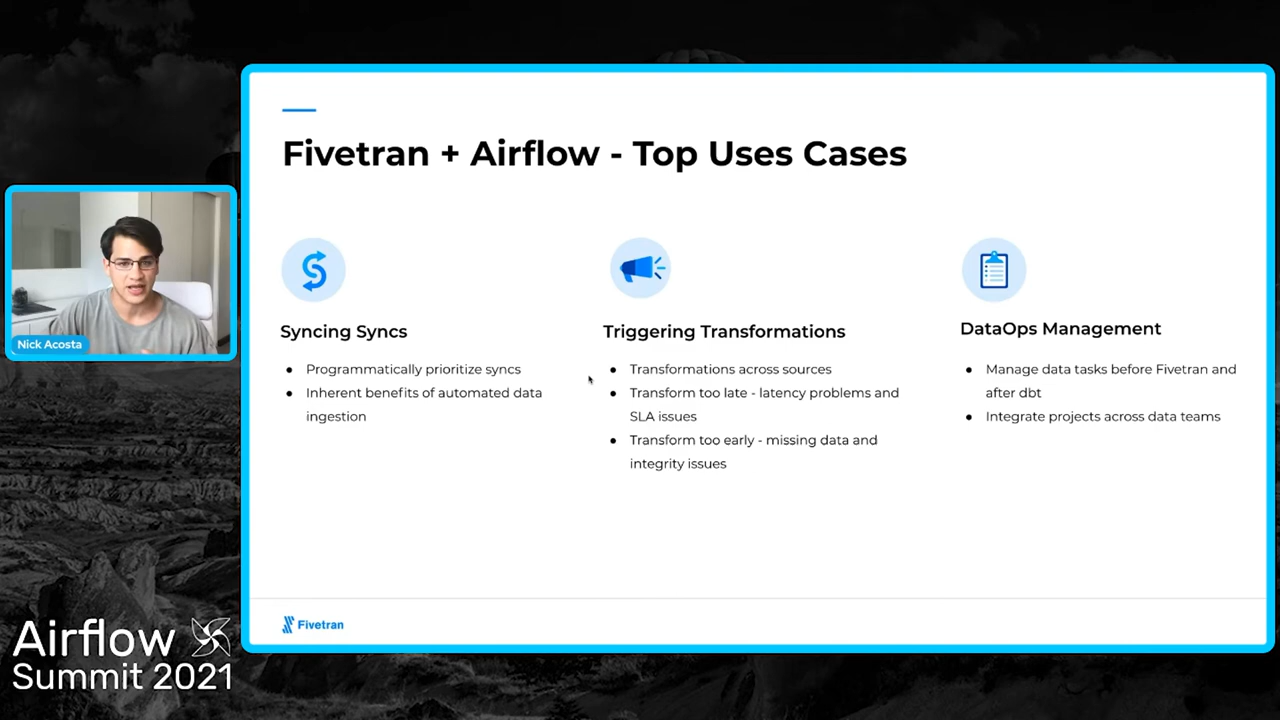 Fivetran + Airflow - Top Uses Cases
Syncing Syncs
● Programmatically prioritize syncs
● Inherent benefits of automated data
ingestion
Triggering Transformations
● Transformations across sources
● Transform too late - latency problems and
SLA issues
● Transform too early - missing data and
integrity issues
DataOps Management
● Manage data tasks before Fivetran and
after dbt
● Integrate projects across data teams
Fivetran
Nick Acosta
Airflow
Summit 2021